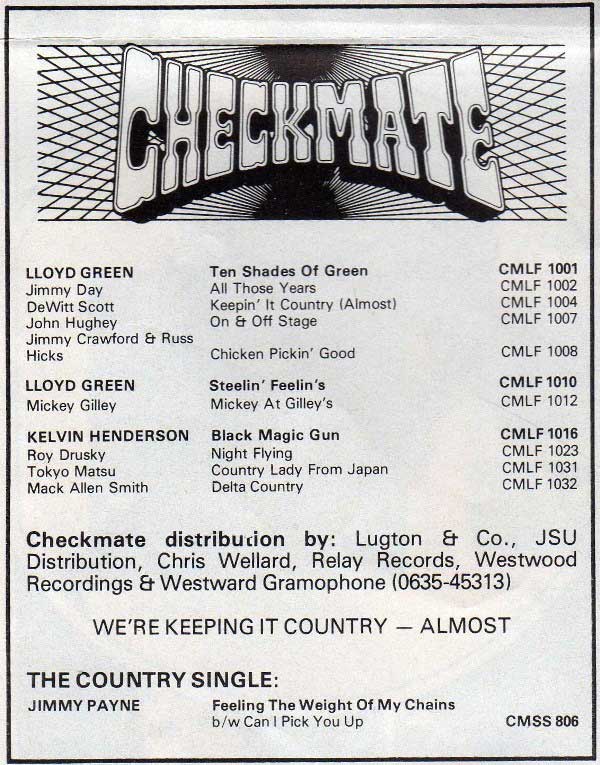 CHECKMATE
LLOYD GREEN Ten Shades Of Green CMLF 1001
Jimmy Day All Those Years CMLF 1002
DeWitt Scott Keepin' It Country (Almost) CMLF 1004
John Hughey On & Off Stage CMLF 1007
Jimmy Crawford & Russ
Hicks Chicken Pickin' Good CMLF 1008
LLOYD GREEN Steelin' Feelin's CMLF 1010
Mickey Gilley Mickey At Gilley's CMLF 1012
KELVIN HENDERSON Black Magic Gun CMLF 1016
Roy Drusky Night Flying CMLF 1023
Tokyo Matsu Country Lady From Japan CMLF 1031
Mack Allen Smith Delta Country CMLF 1032
Checkmate distribution by: Lugton & Co., JSU
Distribution, Chris Wellard, Relay Records, Westwood
Recordings & Westward Gramophone (0635-45313)
WE'RE KEEPING IT COUNTRY — ALMOST
THE COUNTRY SINGLE:
JIMMY PAYNE Feeling The Weight Of My Chains
b/w Can I Pick You Up CMSS 806